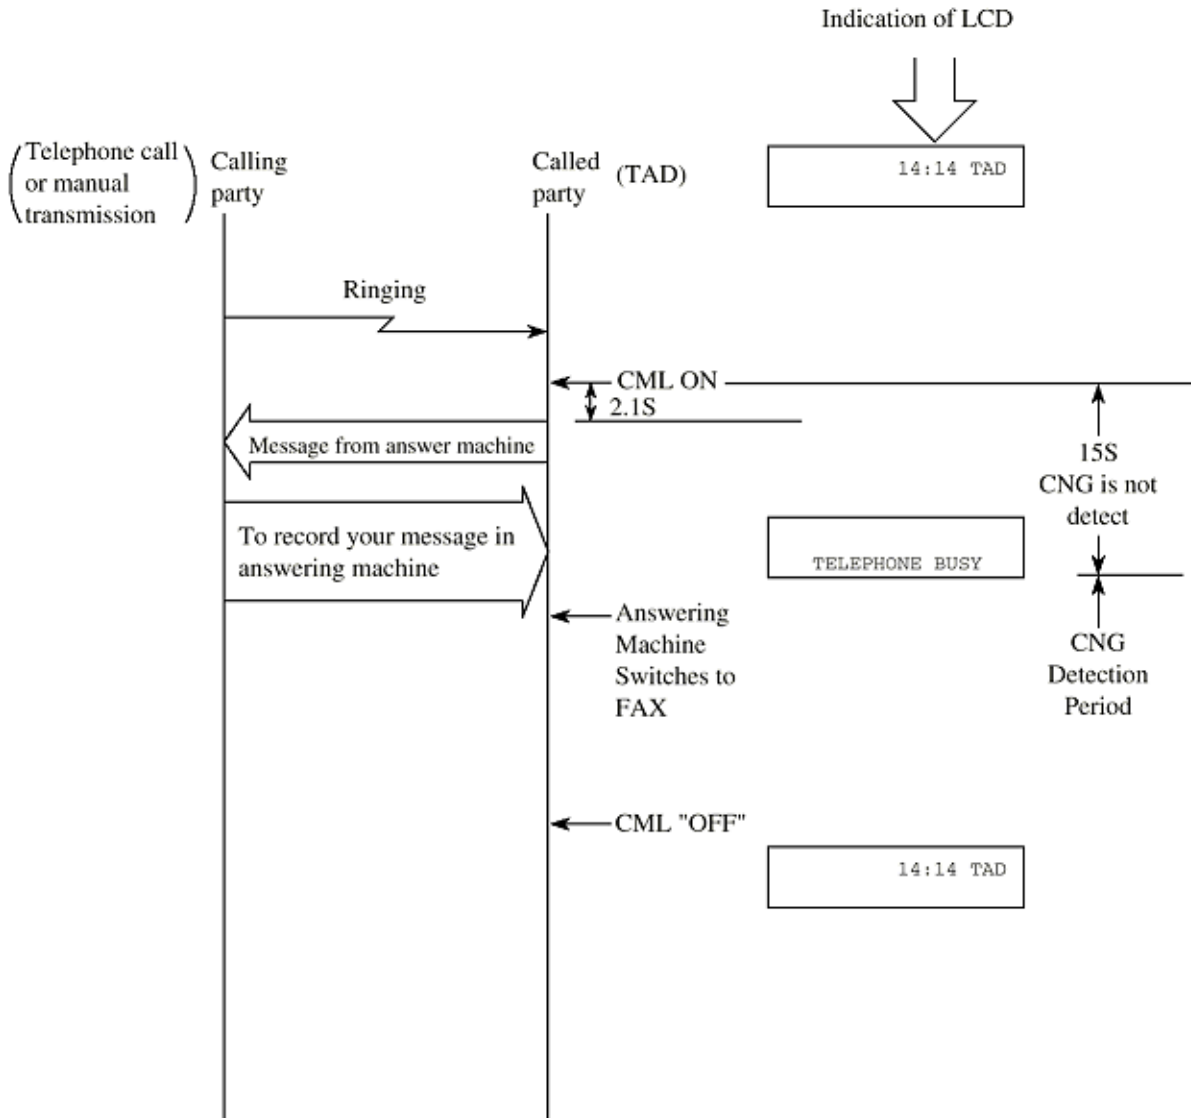 Indication of LCD
Telephone call
or manual
transmission
Calling
party
Called
party
(TAD)
14:14 TAD
Ringing
CML ON
2.1S
Message from answer machine
15S
CNG is not
detect
To record your message in
answering machine
TELEPHONE BUSY
Answering
Machine
Switches to
FAX
CNG
Detection
Period
CML "OFF"
14:14 TAD